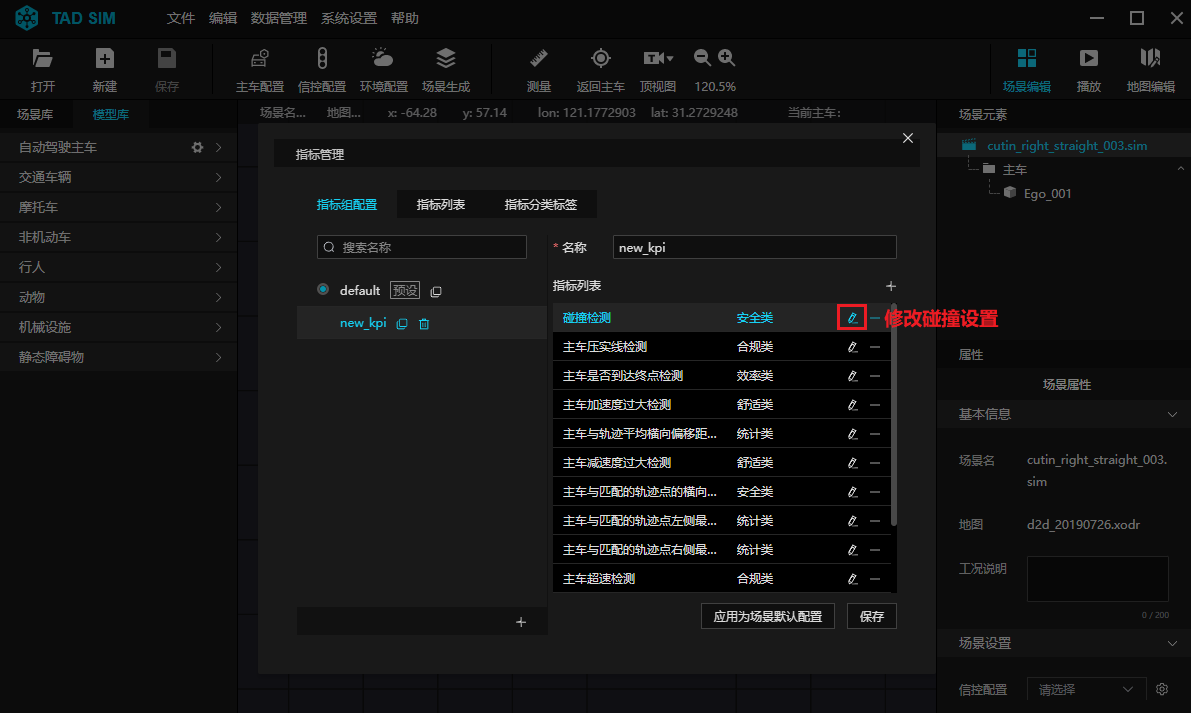 TAD SIM 文件 编辑 数据管理 系统设置 帮助
打开 新建 保存 主车配置 信控配置 环境配置 场景生成 测量 返回主车 顶视图 120.5% 场景编辑 播放 地图编辑
场景库 模型库
场景名... 地图... x: -64.28 y: 57.14 lon: 121.1772903 lat: 31.2729248 当前主车:
自动驾驶主车
交通车辆
摩托车
非机动车
行人
动物
机械设施
静态障碍物
指标管理
指标组配置 指标列表 指标分类标签
搜索名称
default 预设
new_kpi
* 名称 new_kpi
指标列表
碰撞检测 安全类
修改碰撞设置
主车压实线检测 合规类
主车是否到达终点检测 效率类
主车加速度过大检测 舒适类
主车与轨迹平均横向偏移距... 统计类
主车减速度过大检测 舒适类
主车与匹配的轨迹点的横向... 安全类
主车与匹配的轨迹点左侧最... 统计类
主车与匹配的轨迹点右侧最... 统计类
主车超速检测 合规类
应用为场景默认配置 保存
场景元素
cutin_right_straight_003.sim
主车
Ego_001
属性
场景属性
基本信息
场景名 cutin_right_straight_003.
sim
地图 d2d_20190726.xodr
工况说明
0 / 200
场景设置
信控配置 请选择